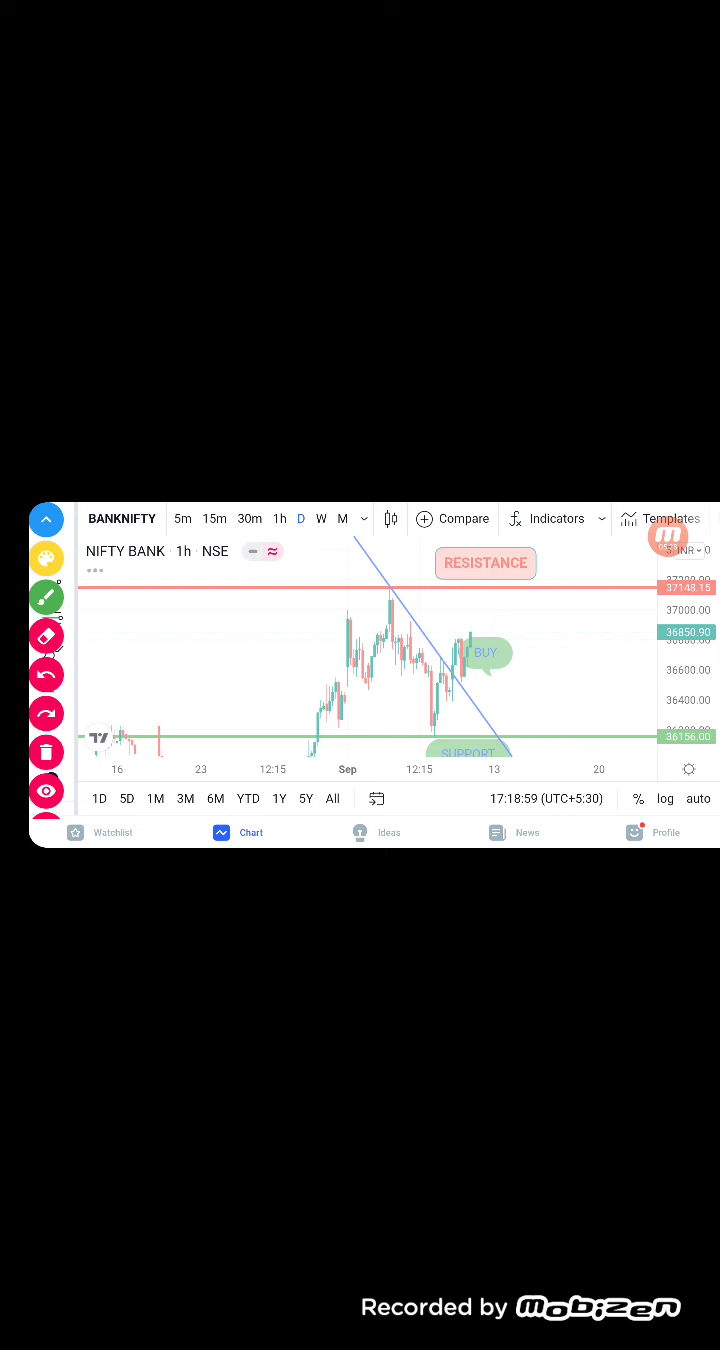 BANKNIFTY 5m 15m 30m 1h D W M Compare Indicators Templates
NIFTY BANK · 1h · NSE
RESISTANCE
INR
37148.15
37000.00
36850.90
BUY
36600.00
36400.00
36156.00
SUPPORT
16 23 12:15 Sep 12:15 13 20
1D 5D 1M 3M 6M YTD 1Y 5Y All 17:18:59 (UTC+5:30) % log auto
Watchlist Chart Ideas News Profile
Recorded by Mobizen